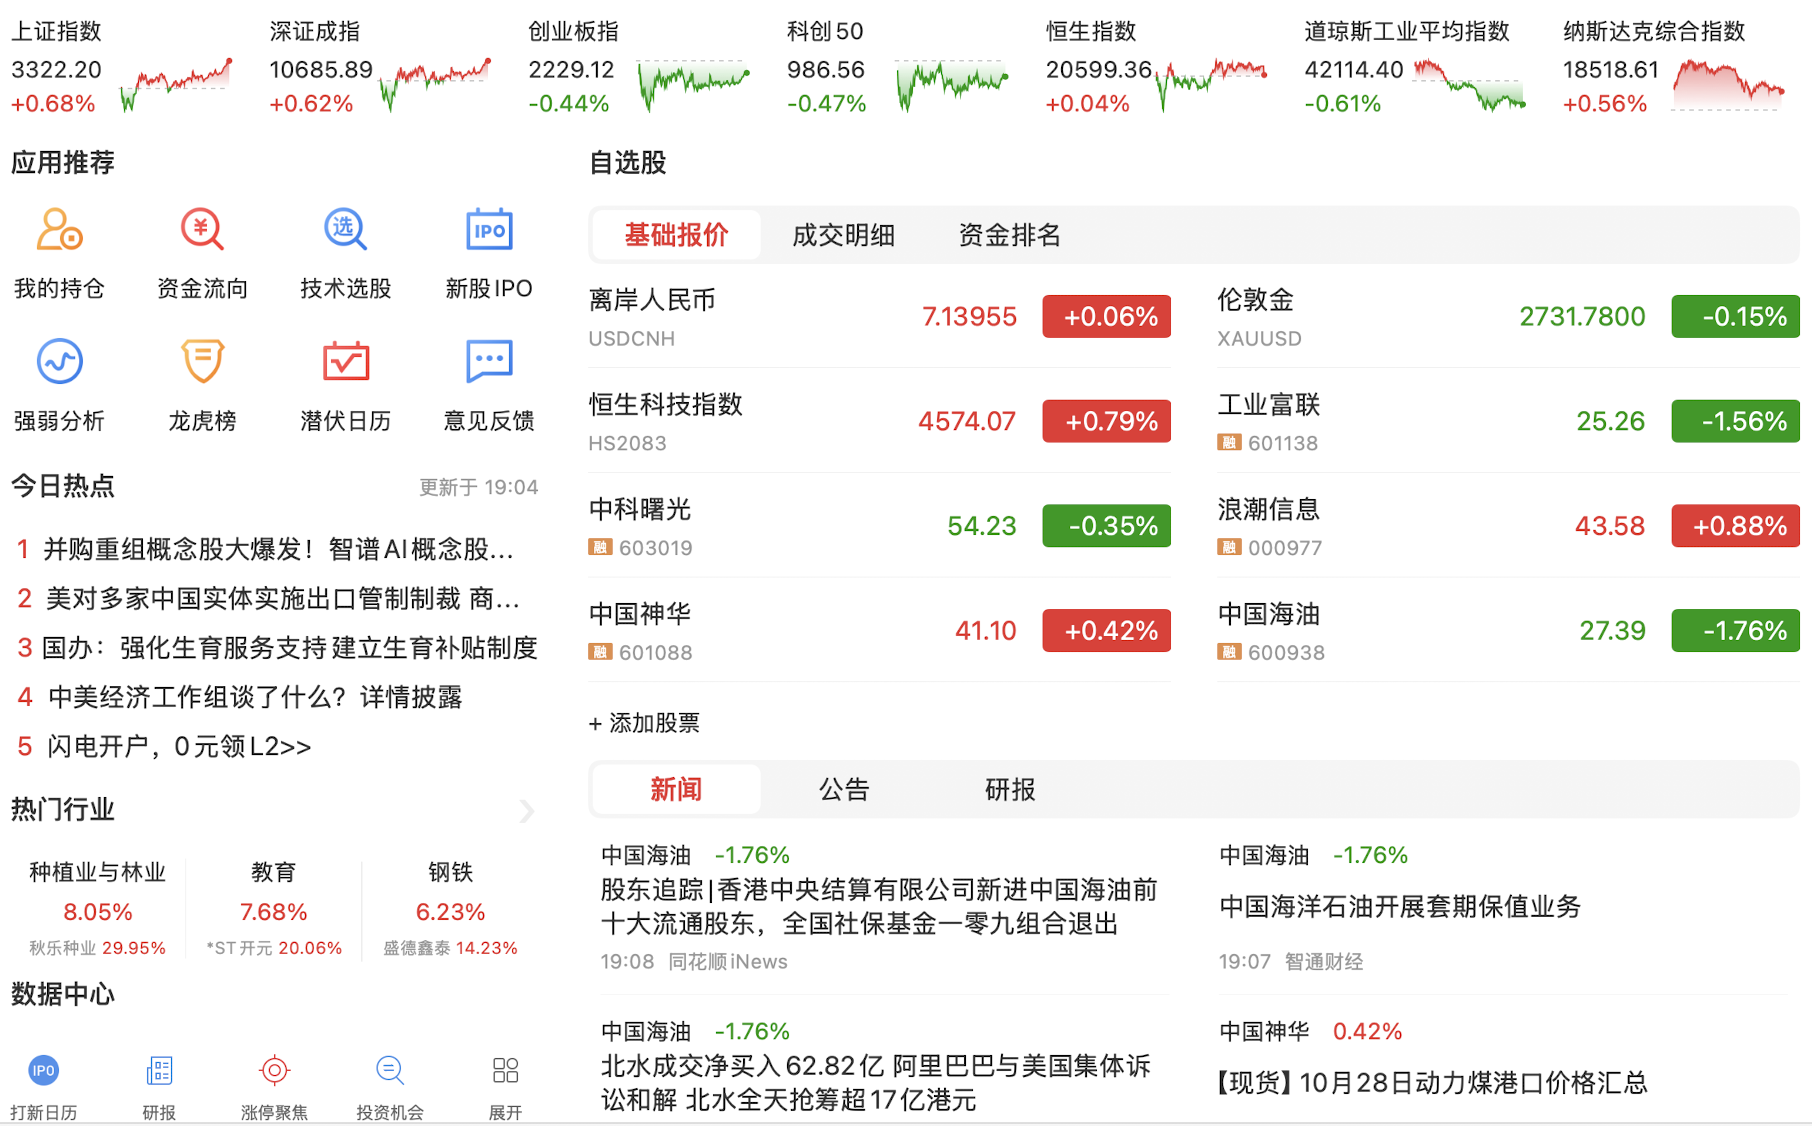 上证指数
3322.20
+0.68%
深证成指
10685.89
+0.62%
创业板指
2229.12
-0.44%
科创50
986.56
-0.47%
恒生指数
20599.36
+0.04%
道琼斯工业平均指数
42114.40
-0.61%
纳斯达克综合指数
18518.61
+0.56%
应用推荐
我的持仓
¥
资金流向
选
技术选股
IPO
新股IPO
强弱分析
龙虎榜
潜伏日历
意见反馈
今日热点
更新于 19:04
1 并购重组概念股大爆发！智谱AI概念股...
2 美对多家中国实体实施出口管制制裁 商...
3 国办：强化生育服务支持 建立生育补贴制度
4 中美经济工作组谈了什么？详情披露
5 闪电开户，0元领L2>>
热门行业
种植业与林业
8.05%
秋乐种业 29.95%
教育
7.68%
*ST开元 20.06%
钢铁
6.23%
盛德鑫泰 14.23%
数据中心
IPO
打新日历
研报
涨停聚焦
投资机会
展开
自选股
基础报价 成交明细 资金排名
离岸人民币
USDCNH
7.13955 +0.06%
伦敦金
XAUUSD
2731.7800 -0.15%
恒生科技指数
HS2083
4574.07 +0.79%
工业富联
融 601138
25.26 -1.56%
中科曙光
融 603019
54.23 -0.35%
浪潮信息
融 000977
43.58 +0.88%
中国神华
融 601088
41.10 +0.42%
中国海油
融 600938
27.39 -1.76%
+ 添加股票
新闻 公告 研报
中国海油 -1.76%
股东追踪|香港中央结算有限公司新进中国海油前
十大流通股东，全国社保基金一零九组合退出
19:08 同花顺iNews
中国海油 -1.76%
中国海洋石油开展套期保值业务
19:07 智通财经
中国海油 -1.76%
北水成交净买入62.82亿 阿里巴巴与美国集体诉
讼和解 北水全天抢筹超17亿港元
中国神华 0.42%
【现货】10月28日动力煤港口价格汇总